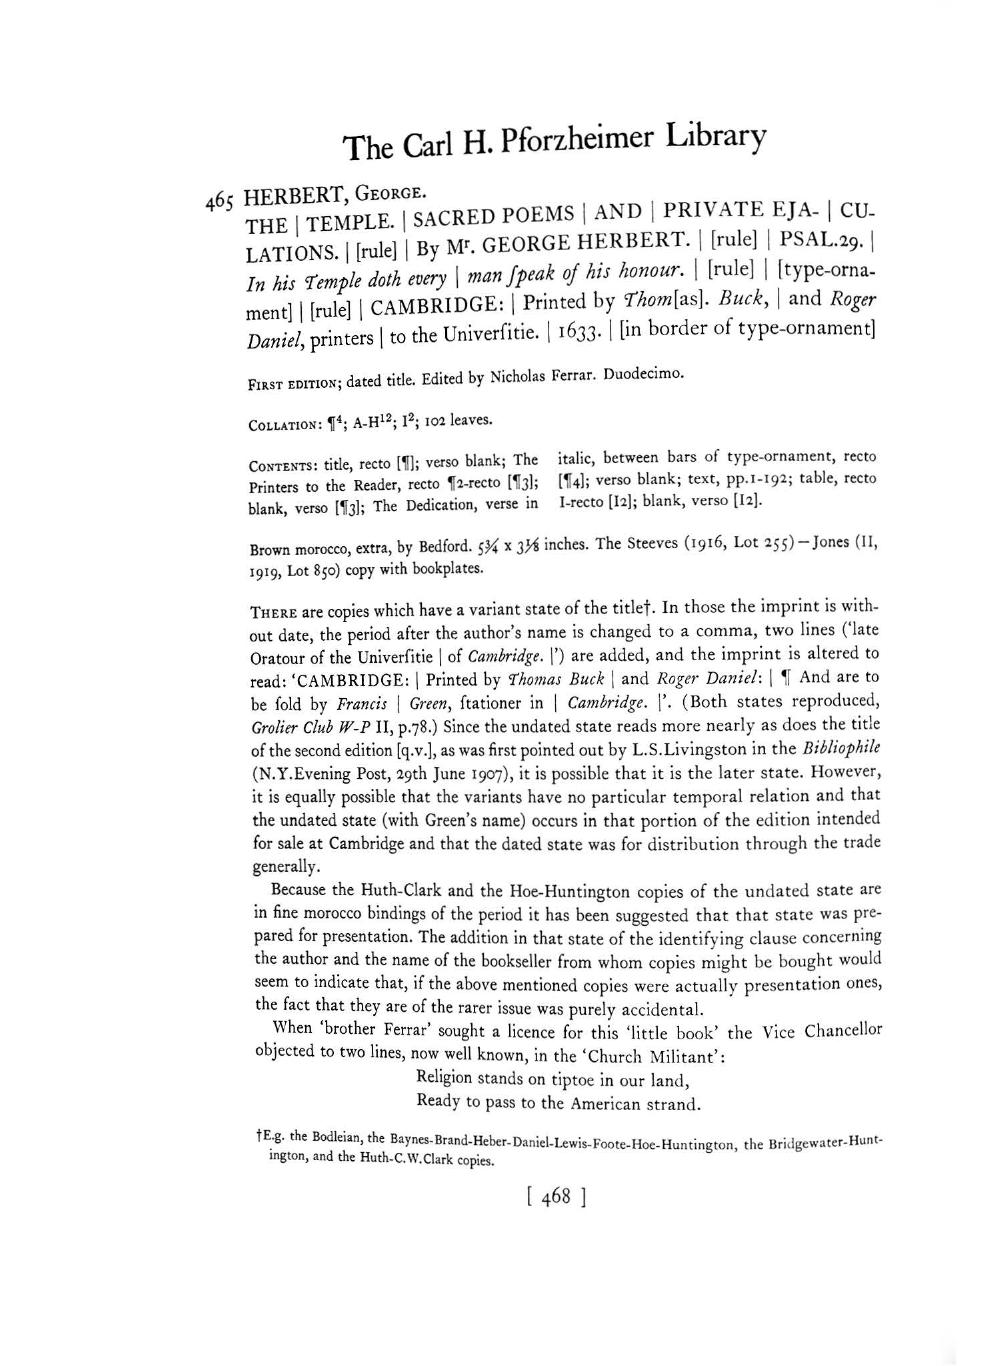 The Carl H. Pforzheimer Library
465 HERBERT, GEORGE.
THE | TEMPLE. | SACRED POEMS | AND | PRIVATE EJA- | CU-
LATIONS. | [rule] | By Mr. GEORGE HERBERT. | [rule] | PSAL.29. |
In his Temple doth every | man ſpeak of his honour. | [rule] | [type-orna-
ment] | [rule] | CAMBRIDGE: | Printed by Thom[as]. Buck, | and Roger
Daniel, printers | to the Univerſitie. | 1633. | [in border of type-ornament]
FIRST EDITION; dated title. Edited by Nicholas Ferrar. Duodecimo.
COLLATION: ¶4; A-H12; I2; 102 leaves.
CONTENTS: title, recto [¶]; verso blank; The
Printers to the Reader, recto ¶2-recto [¶3];
blank, verso [¶3]; The Dedication, verse in
italic, between bars of type-ornament, recto
[¶4]; verso blank; text, pp.1-192; table, recto
I-recto [I2]; blank, verso [I2].
Brown morocco, extra, by Bedford. 5¾ x 3⅛ inches. The Steeves (1916, Lot 255)—Jones (II,
1919, Lot 850) copy with bookplates.
THERE are copies which have a variant state of the title†. In those the imprint is with-
out date, the period after the author's name is changed to a comma, two lines ('late
Oratour of the Univerſitie | of Cambridge. |') are added, and the imprint is altered to
read: 'CAMBRIDGE: | Printed by Thomas Buck | and Roger Daniel: | ¶ And are to
be ſold by Francis | Green, ſtationer in | Cambridge. |'. (Both states reproduced,
Grolier Club W-P II, p.78.) Since the undated state reads more nearly as does the title
of the second edition [q.v.], as was first pointed out by L.S.Livingston in the Bibliophile
(N.Y.Evening Post, 29th June 1907), it is possible that it is the later state. However,
it is equally possible that the variants have no particular temporal relation and that
the undated state (with Green's name) occurs in that portion of the edition intended
for sale at Cambridge and that the dated state was for distribution through the trade
generally.
Because the Huth-Clark and the Hoe-Huntington copies of the undated state are
in fine morocco bindings of the period it has been suggested that that state was pre-
pared for presentation. The addition in that state of the identifying clause concerning
the author and the name of the bookseller from whom copies might be bought would
seem to indicate that, if the above mentioned copies were actually presentation ones,
the fact that they are of the rarer issue was purely accidental.
When 'brother Ferrar' sought a licence for this 'little book' the Vice Chancellor
objected to two lines, now well known, in the 'Church Militant':
Religion stands on tiptoe in our land,
Ready to pass to the American strand.
†E.g. the Bodleian, the Baynes-Brand-Heber-Daniel-Lewis-Foote-Hoe-Huntington, the Bridgewater-Hunt-
ington, and the Huth-C.W.Clark copies.
[ 468 ]